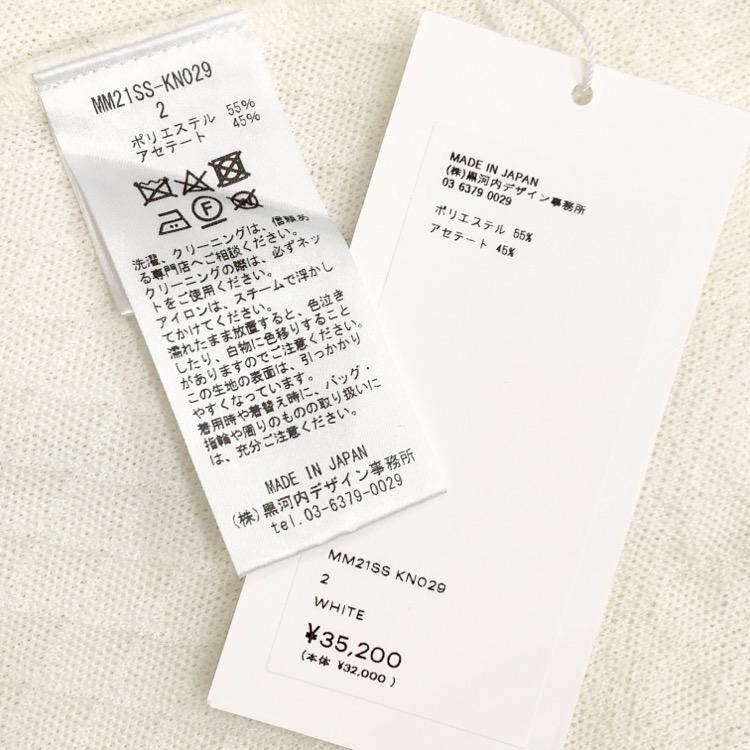 MM21SS-KN029
2
ポリエステル 55%
アセテート 45%
F
洗濯、クリーニングは、信頼あ
る専門店へご相談ください。
クリーニングの際は、必ずネッ
トをご使用ください。
アイロンは、スチームで浮かし
てかけてください。
濡れたまま放置すると、色泣き
したり、白物に色移りすること
がありますのでご注意ください。
この生地の表面は、引っかかり
やすくなっています。
着用時や着替え時に、バッグ・
指輪や周りのものの取り扱いに
は、充分ご注意ください。
MADE IN JAPAN
(株)黒河内デザイン事務所
tel.03-6379-0029
MADE IN JAPAN
(株)黒河内デザイン事務所
03 6379 0029
ポリエステル 55%
アセテート 45%
MM21SS KN029
2
WHITE
¥35,200
(本体 ¥32,000)